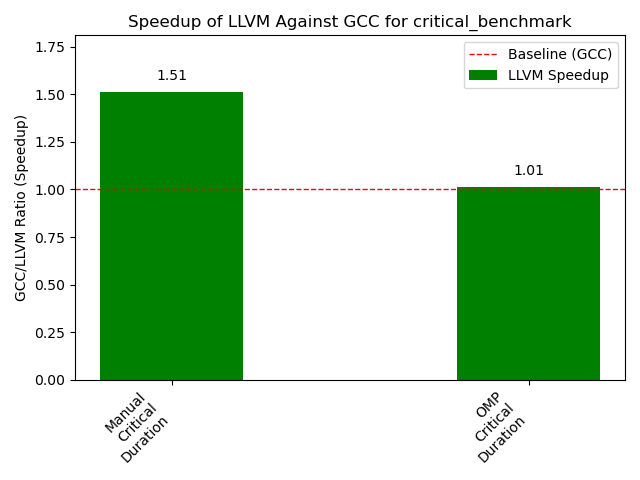 Speedup of LLVM Against GCC for critical_benchmark
GCC/LLVM Ratio (Speedup)
1.75
1.50
1.25
1.00
0.75
0.50
0.25
0.00
1.51
1.01
Baseline (GCC)
LLVM Speedup
Manual
Critical
Duration
OMP
Critical
Duration